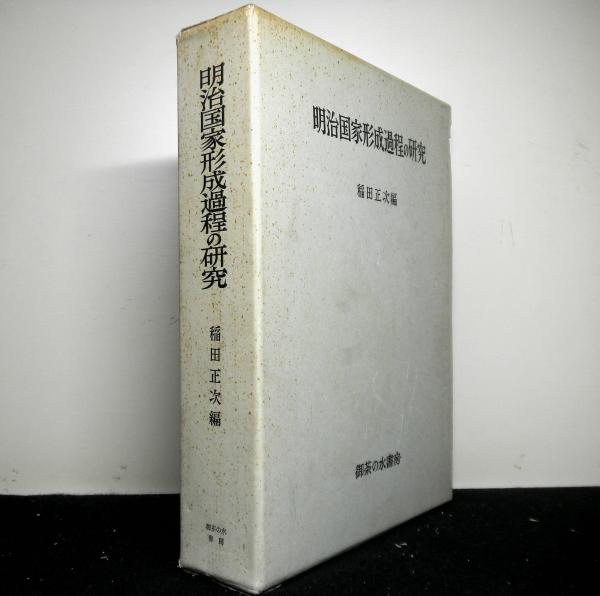 明治国家形成過程の研究
稲田正次編
御茶の水
書房
明治国家形成過程の研究
稲田正次編
御茶の水書房